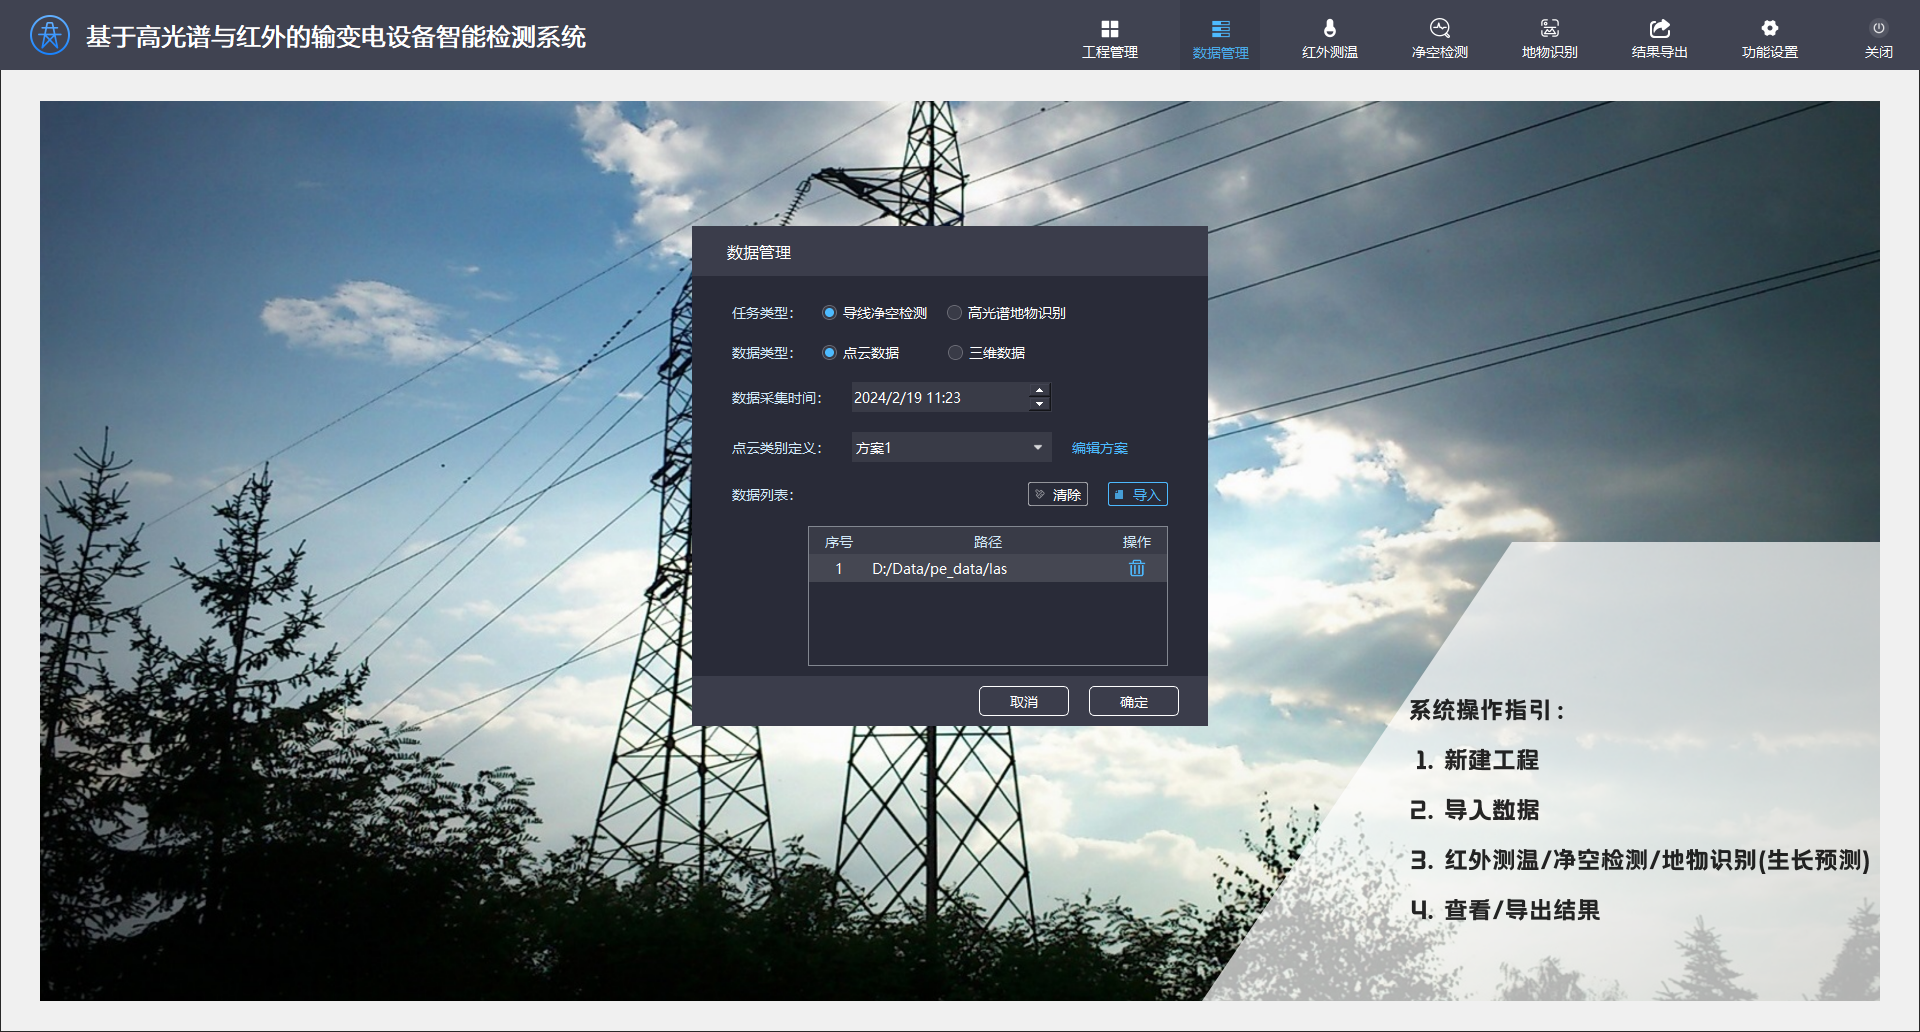 基于高光谱与红外的输变电设备智能检测系统
工程管理
数据管理
红外测温
净空检测
地物识别
结果导出
功能设置
关闭
数据管理
任务类型: 导线净空检测 高光谱地物识别
数据类型: 点云数据 三维数据
数据采集时间: 2024/2/19 11:23
点云类别定义: 方案1 编辑方案
数据列表: 清除 导入
序号 路径 操作
1 D:/Data/pe_data/las
取消 确定
系统操作指引:
1. 新建工程
2. 导入数据
3. 红外测温/净空检测/地物识别(生长预测)
4. 查看/导出结果